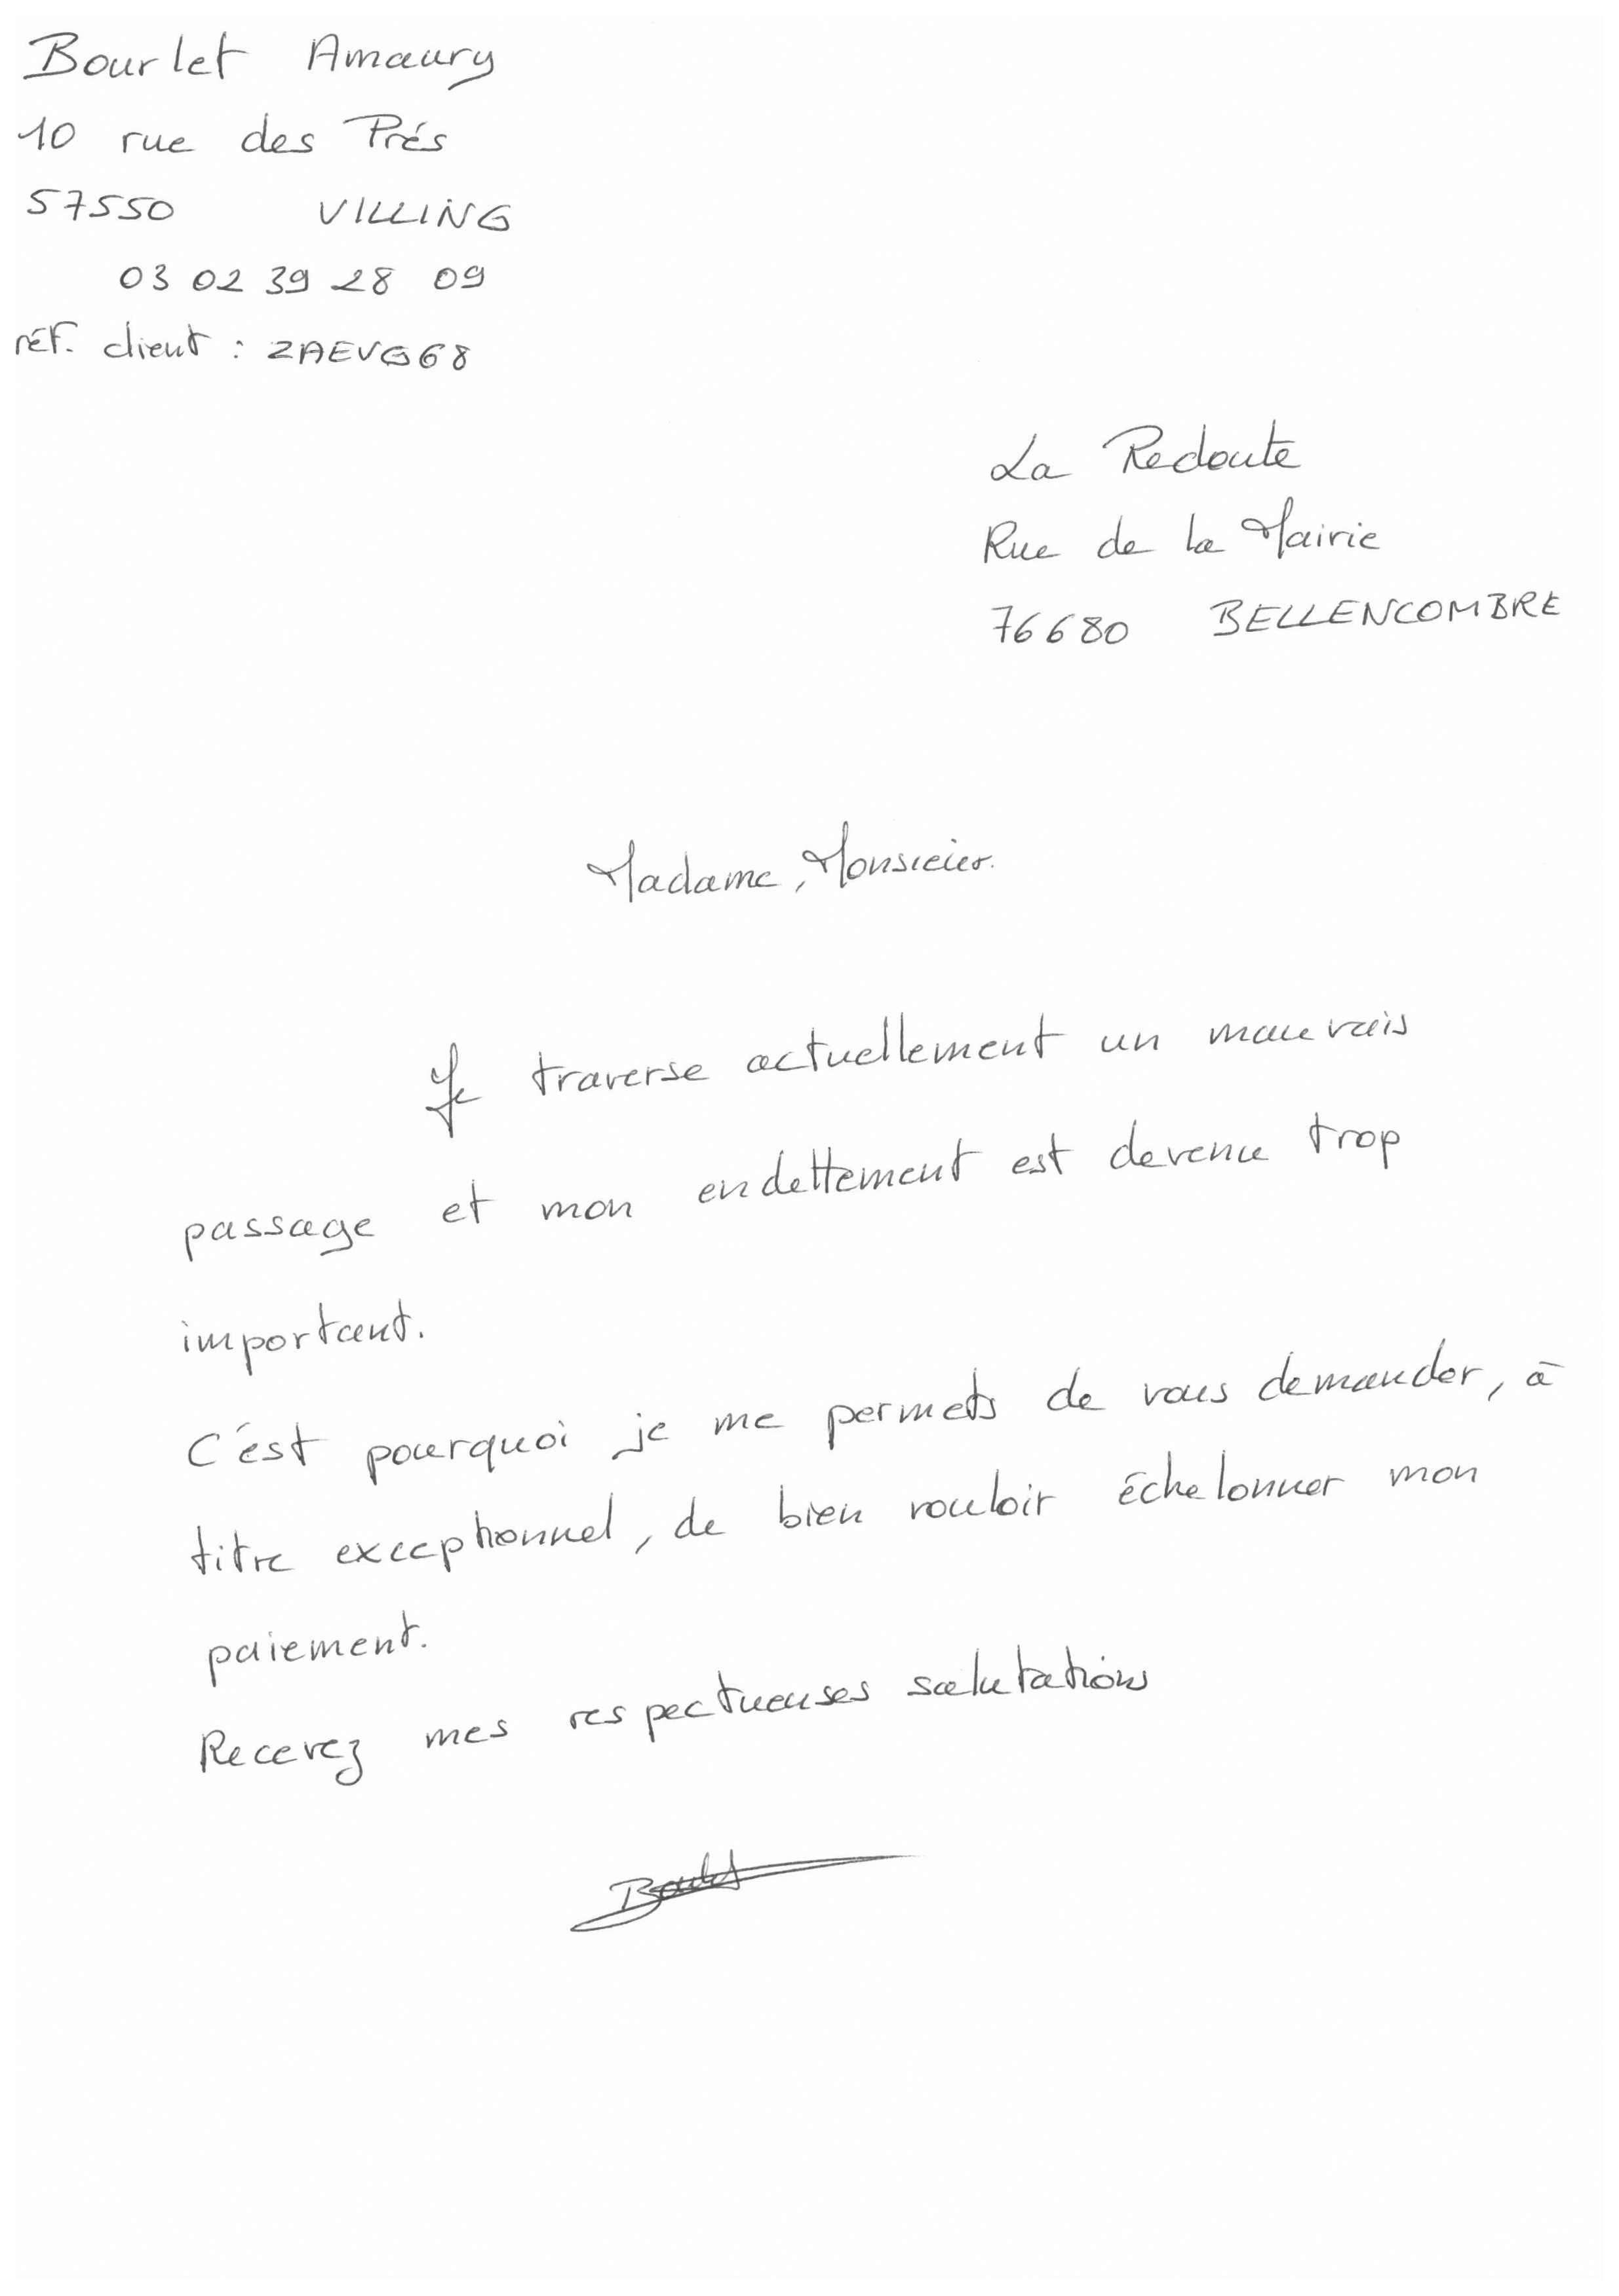 Bourlet Amaury
10 rue des Prés
57550 VILLING
03 02 39 28 09
réf. client : ZAEVG68
La Redoute
Rue de la Mairie
76680 BELLENCOMBRE
Madame, Monsieur.
Je traverse actuellement un mauvais
passage et mon endettement est devenu trop
important.
C'est pourquoi je me permets de vous demander, à
titre exceptionnel, de bien vouloir échelonner mon
paiement.
Recevez mes respectueuses salutations